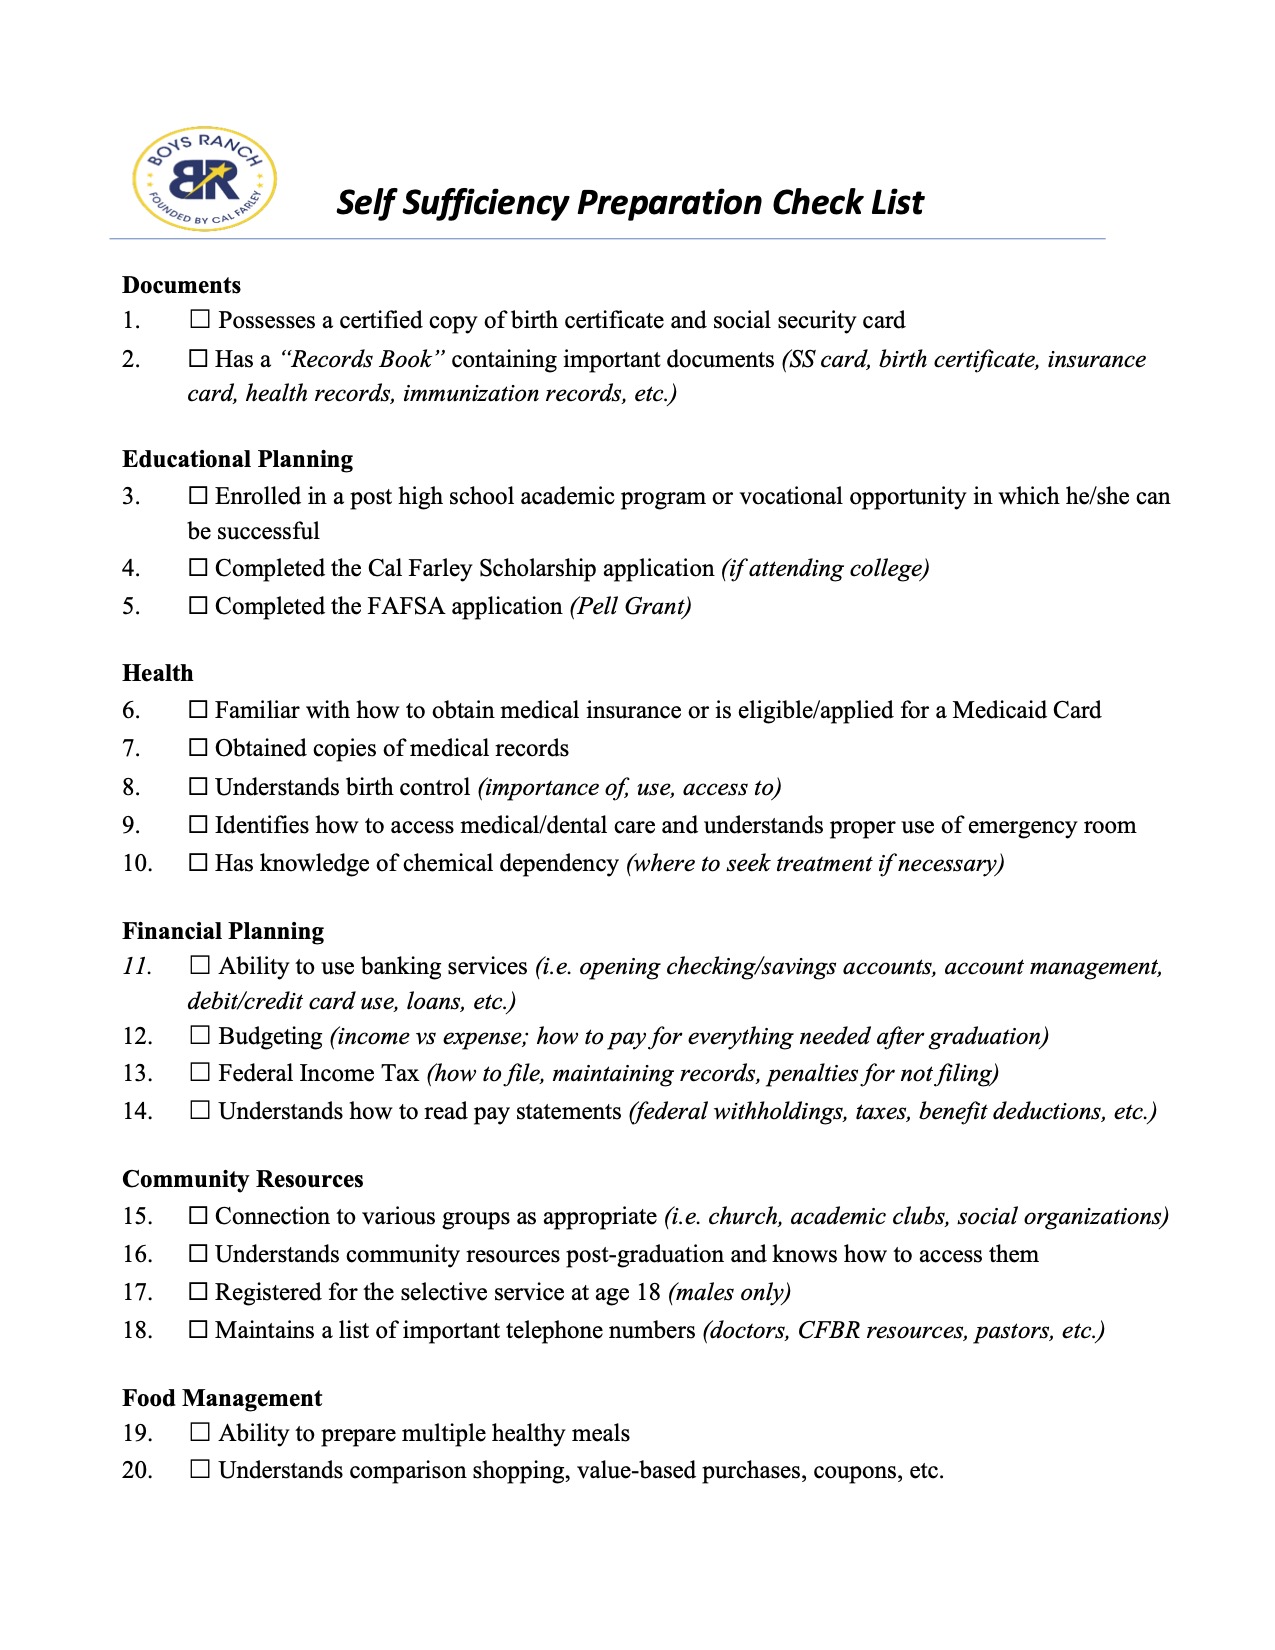 BOYS RANCH
BR
FOUNDED BY CAL FARLEY
Self Sufficiency Preparation Check List
Documents
1. ☐ Possesses a certified copy of birth certificate and social security card
2. ☐ Has a “Records Book” containing important documents (SS card, birth certificate, insurance
card, health records, immunization records, etc.)
Educational Planning
3. ☐ Enrolled in a post high school academic program or vocational opportunity in which he/she can
be successful
4. ☐ Completed the Cal Farley Scholarship application (if attending college)
5. ☐ Completed the FAFSA application (Pell Grant)
Health
6. ☐ Familiar with how to obtain medical insurance or is eligible/applied for a Medicaid Card
7. ☐ Obtained copies of medical records
8. ☐ Understands birth control (importance of, use, access to)
9. ☐ Identifies how to access medical/dental care and understands proper use of emergency room
10. ☐ Has knowledge of chemical dependency (where to seek treatment if necessary)
Financial Planning
11. ☐ Ability to use banking services (i.e. opening checking/savings accounts, account management,
debit/credit card use, loans, etc.)
12. ☐ Budgeting (income vs expense; how to pay for everything needed after graduation)
13. ☐ Federal Income Tax (how to file, maintaining records, penalties for not filing)
14. ☐ Understands how to read pay statements (federal withholdings, taxes, benefit deductions, etc.)
Community Resources
15. ☐ Connection to various groups as appropriate (i.e. church, academic clubs, social organizations)
16. ☐ Understands community resources post-graduation and knows how to access them
17. ☐ Registered for the selective service at age 18 (males only)
18. ☐ Maintains a list of important telephone numbers (doctors, CFBR resources, pastors, etc.)
Food Management
19. ☐ Ability to prepare multiple healthy meals
20. ☐ Understands comparison shopping, value-based purchases, coupons, etc.